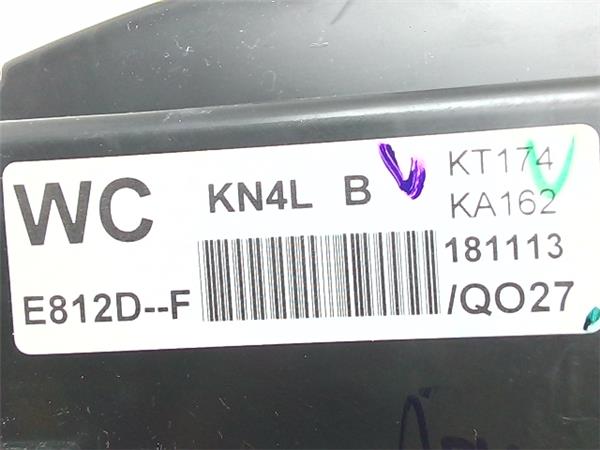 WC KN4L B KT174
KA162
181113
E812D--F /QO27